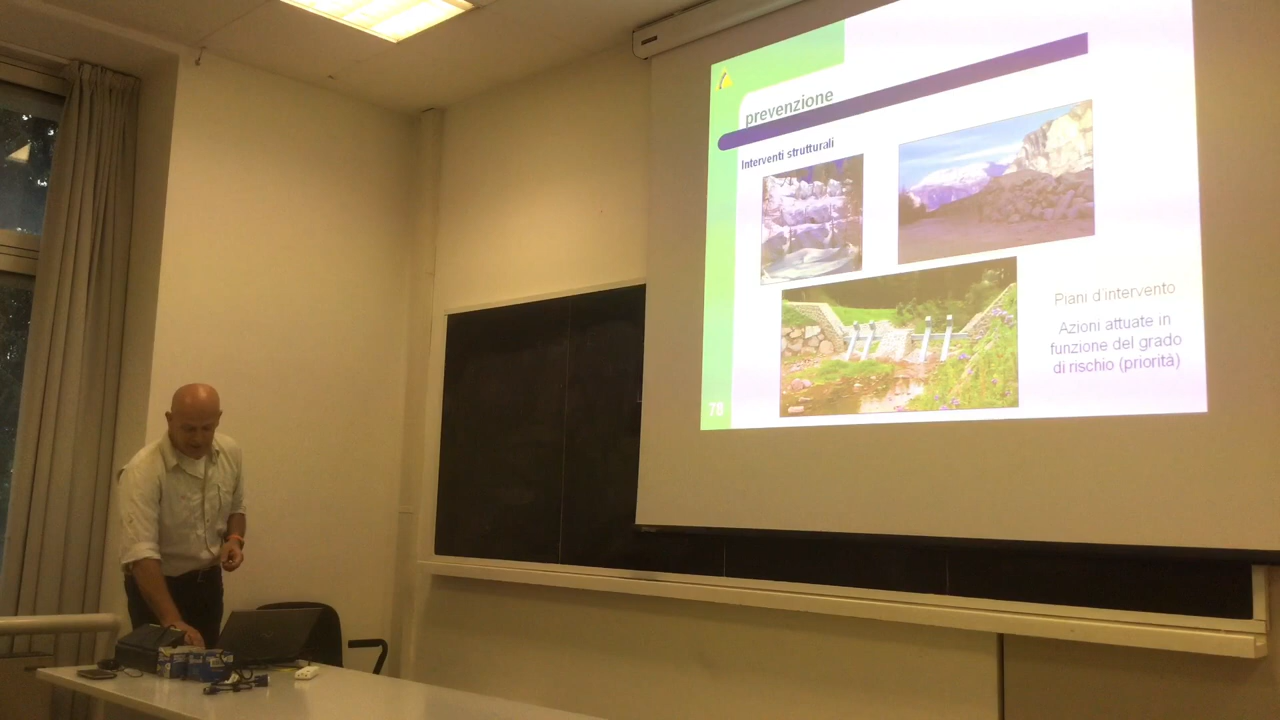 prevenzione
Interventi strutturali
Piani d'intervento
Azioni attuate in
funzione del grado
di rischio (priorità)
78